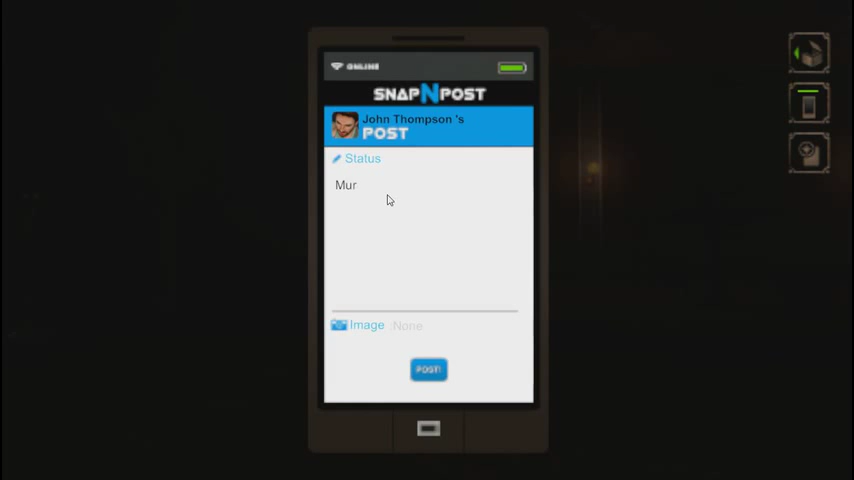 ONLINE
SNAPNPOST
John Thompson 's
POST
Status
Mur
Image :None
POST!